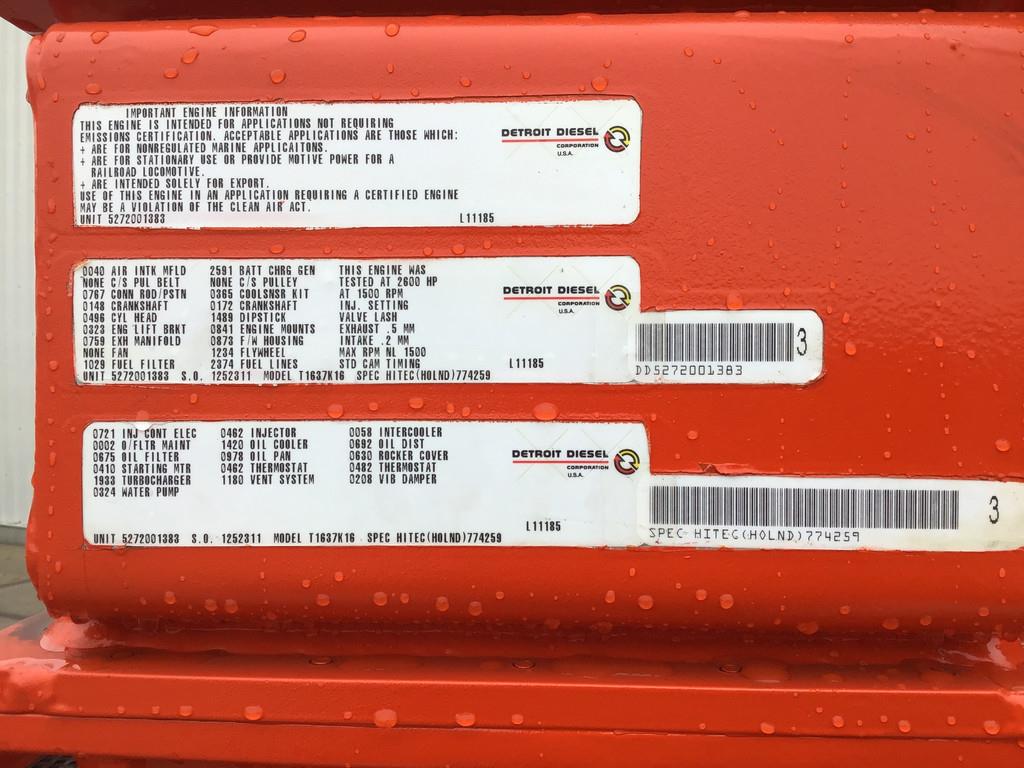 IMPORTANT ENGINE INFORMATION
THIS ENGINE IS INTENDED FOR APPLICATIONS NOT REQUIRING
EMISSIONS CERTIFICATION. ACCEPTABLE APPLICATIONS ARE THOSE WHICH:
+ ARE FOR NONREGULATED MARINE APPLICAITONS.
+ ARE FOR STATIONARY USE OR PROVIDE MOTIVE POWER FOR A
RAILROAD LOCOMOTIVE.
+ ARE INTENDED SOLELY FOR EXPORT.
USE OF THIS ENGINE IN AN APPLICATION REQUIRING A CERTIFIED ENGINE
MAY BE A VIOLATION OF THE CLEAN AIR ACT.
UNIT 5272001383 L11185
DETROIT DIESEL
CORPORATION
U.S.A.
0040 AIR INTK MFLD 2591 BATT CHRG GEN THIS ENGINE WAS
NONE C/S PUL BELT NONE C/S PULLEY TESTED AT 2600 HP
0767 CONN ROD/PSTN 0365 COOLSNSR KIT AT 1500 RPM
0148 CRANKSHAFT 0172 CRANKSHAFT INJ. SETTING
0496 CYL HEAD 1489 DIPSTICK VALVE LASH
0323 ENG LIFT BRKT 0841 ENGINE MOUNTS EXHAUST .5 MM
0759 EXH MANIFOLD 0873 F/W HOUSING INTAKE .2 MM
NONE FAN 1234 FLYWHEEL MAX RPM NL 1500
1029 FUEL FILTER 2374 FUEL LINES STD CAM TIMING L11185
UNIT 5272001383 S.O. 1252311 MODEL T1637K16 SPEC HITEC(HOLND)774259
DETROIT DIESEL
CORPORATION
U.S.A.
3
DD5272001383
0721 INJ CONT ELEC 0462 INJECTOR 0058 INTERCOOLER
0002 O/FLTR MAINT 1420 OIL COOLER 0692 OIL DIST
0675 OIL FILTER 0978 OIL PAN 0630 ROCKER COVER
0410 STARTING MTR 0462 THERMOSTAT 0482 THERMOSTAT
1933 TURBOCHARGER 1180 VENT SYSTEM 0208 VIB DAMPER
0324 WATER PUMP
L11185
UNIT 5272001383 S.O. 1252311 MODEL T1637K16 SPEC HITEC(HOLND)774259
DETROIT DIESEL
CORPORATION
U.S.A.
3
SPEC HITEC(HOLND)774259